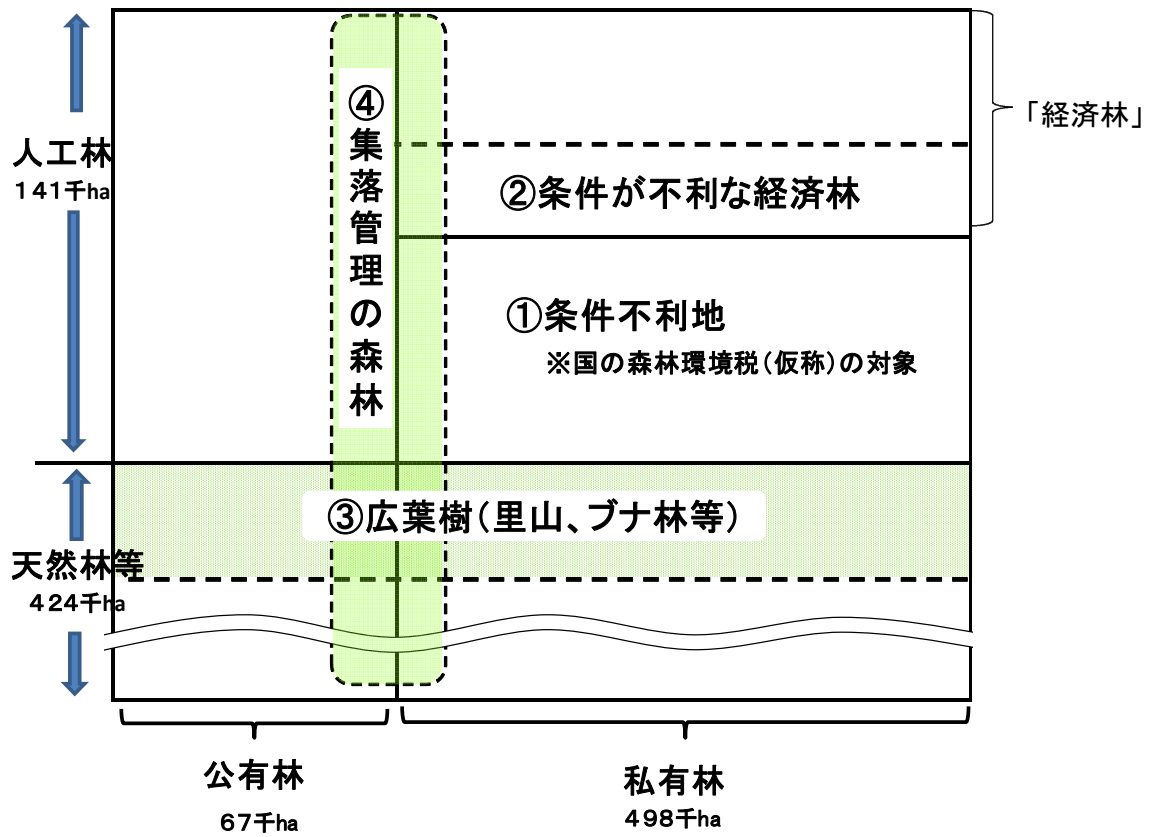 「経済林」
人工林
141千ha
④集落管理の森林
②条件が不利な経済林
①条件不利地
※国の森林環境税(仮称)の対象
③広葉樹(里山、ブナ林等)
天然林等
424千ha
公有林
67千ha
私有林
498千ha